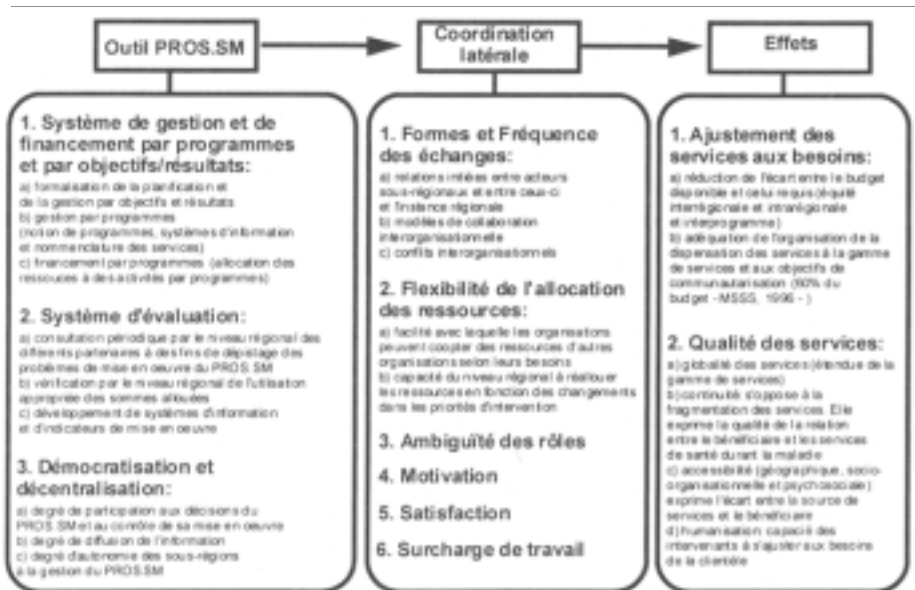 Outil PROS.SM
Coordination
latérale
Effets
1. Système de gestion et de
financement par programmes
et par objectifs/résultats:
a) formalisation de la planification et
de la gestion par objectifs et résultats
b) gestion par programmes
(notion de programmes, systèmes d'information
et nomenclature des services)
c) financement par programmes (allocation des
ressouces à des activités par programmes)
2. Système d'évaluation:
a) consultation périodique par le niveau régional des
différents partenaires à des fins de dépistage des
problèmes de mise en oeuvre du PROS.SM
b) vérification par le niveau régional de l'utilisation
appropriée des sommes allouées
c) développement de systèmes d'information
et d'indicateurs de mise en oeuvre
3. Démocratisation et
décentralisation:
a) degré de participation aux décisions du
PROS.SM et au contrôle de sa mise en oeuvre
b) degré de diffusion de l'information
c) degré d'autonomie des sous-régions
à la gestion du PROS.SM
1. Formes et Fréquence
des échanges:
a) relations initiées entre acteurs
sous-régionaux et entre ceux-ci
et l'instance régionale
b) modèles de collaboration
interorganisationnelle
c) conflits interorganisationnels
2. Flexibilité de l'allocation
des ressources:
a) facilité avec laquelle les organisations
peuvent coopter des ressources d'autres
organisations selon leurs besoins
b) capacité du niveau régional à réallouer
les ressources en fonction des changements
dans les priorités d'intervention
3. Ambiguïté des rôles
4. Motivation
5. Satisfaction
6. Surcharge de travail
1. Ajustement des
services aux besoins:
a) réduction de l'écart entre le budget
disponible et celui requis (équité
interrégionale et intrarégionale
et interprogramme)
b) adéquation de l'organisation de la
dispensation des services à la gamme
de services et aux objectifs de
communautarisation (60% du
budget - MSSS, 1996 - )
2. Qualité des services:
a) globalité des services (étendue de la
gamme de services)
b) continuité s'oppose à la
fragmentation des services. Elle
exprime la qualité de la relation
entre le bénéficiaire et les services
de santé durant la maladie
c) accessibilité (géographique, socio-
organisationnelle et psychosociale):
exprime l'écart entre la source de
services et le bénéficiaire
d) humanisation: capacité des
intervenants à s'ajuster aux besoins
de la clientèle